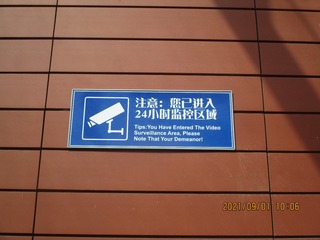 注意：您已进入
24小时监控区域
Tips:You Have Entered The Video
Surveillance Area, Please
Note That Your Demeanor!
2021/09/01 10:06